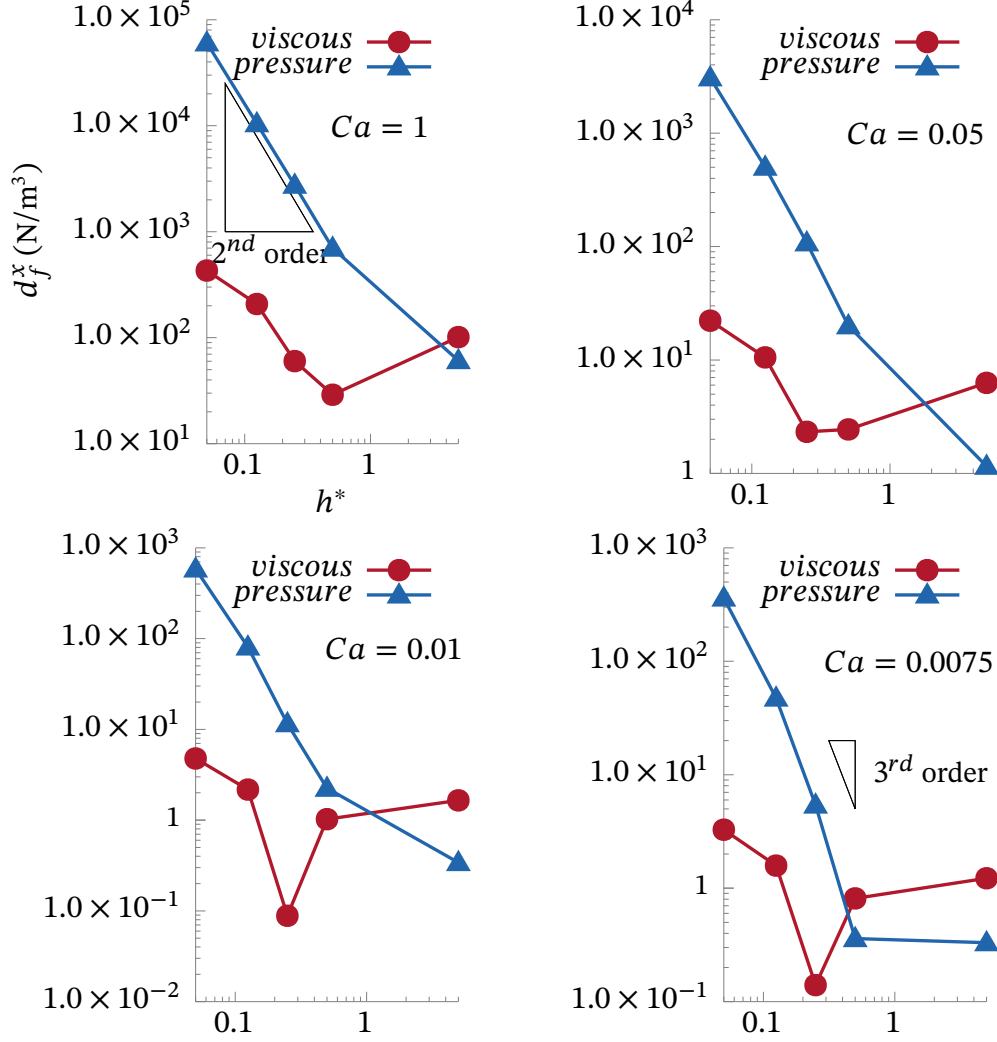 1.0 × 10^5
1.0 × 10^4
1.0 × 10^3
1.0 × 10^2
1.0 × 10^1
d_f^x (N/m^3)
viscous
pressure
Ca = 1
2^nd order
0.1 1
h*
1.0 × 10^4
1.0 × 10^3
1.0 × 10^2
1.0 × 10^1
1
viscous
pressure
Ca = 0.05
0.1 1
1.0 × 10^3
1.0 × 10^2
1.0 × 10^1
1
1.0 × 10^−1
1.0 × 10^−2
viscous
pressure
Ca = 0.01
0.1 1
1.0 × 10^3
1.0 × 10^2
1.0 × 10^1
1
1.0 × 10^−1
viscous
pressure
Ca = 0.0075
3^rd order
0.1 1